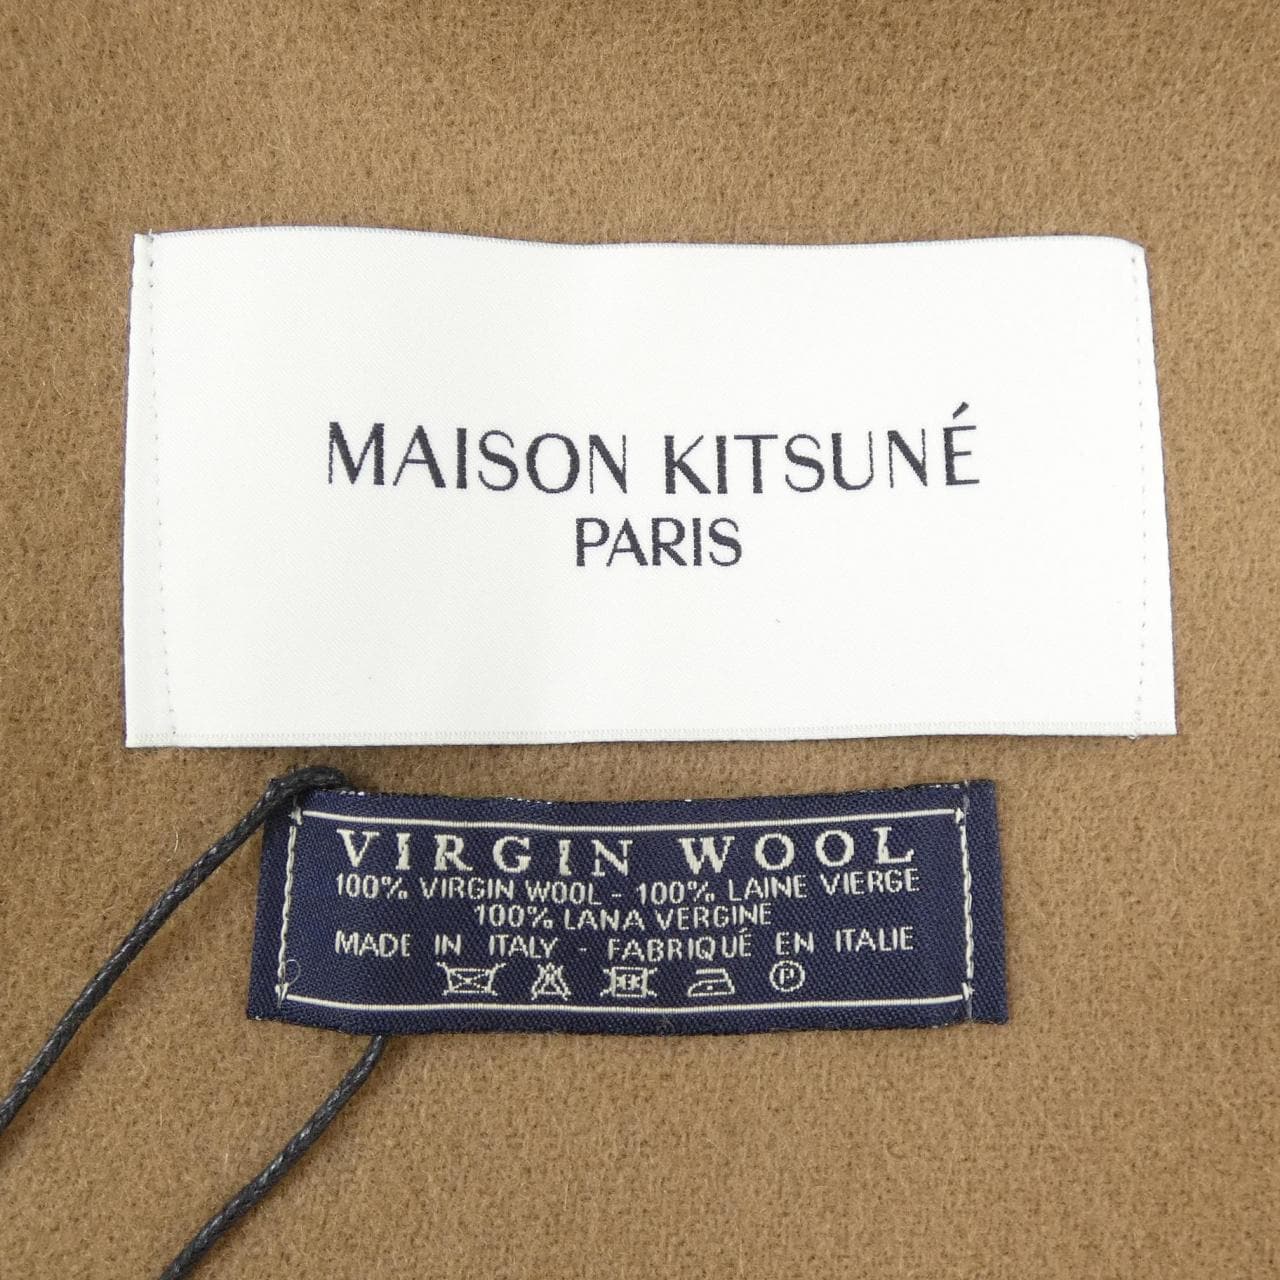 MAISON KITSUNÉ
PARIS
VIRGIN WOOL
100% VIRGIN WOOL - 100% LAINE VIERGE
100% LANA VERGINE
MADE IN ITALY - FABRIQUÉ EN ITALIE
P